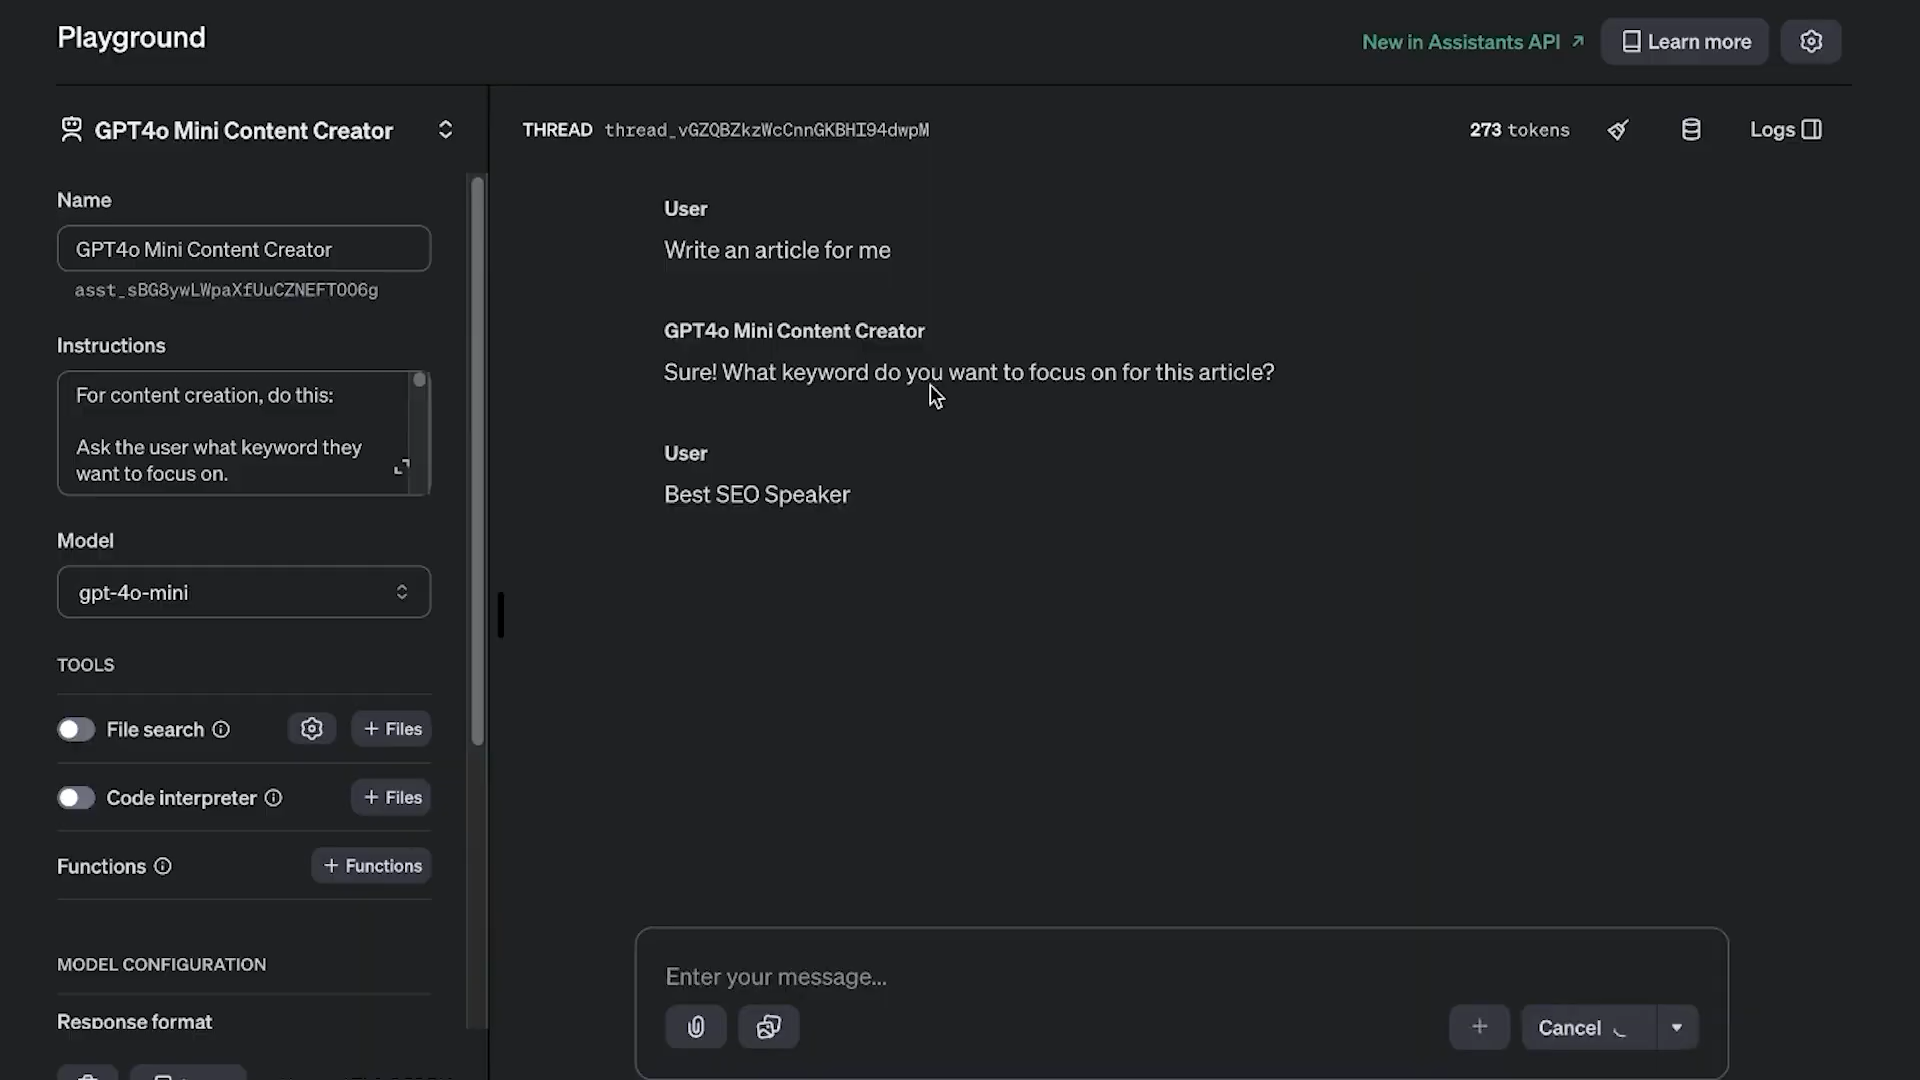 Playground
New in Assistants API
Learn more
GPT4o Mini Content Creator
THREAD thread_vGZQBZkzWcCnnGKBHI94dwpM
273 tokens
Logs
Name
GPT4o Mini Content Creator
asst_sBG8ywLWpaXfUuCZNEFTOO6g
Instructions
For content creation, do this:
Ask the user what keyword they
want to focus on.
Model
gpt-4o-mini
TOOLS
File search
+ Files
Code interpreter
+ Files
Functions
+ Functions
MODEL CONFIGURATION
Response format
User
Write an article for me
GPT4o Mini Content Creator
Sure! What keyword do you want to focus on for this article?
User
Best SEO Speaker
Enter your message...
Cancel